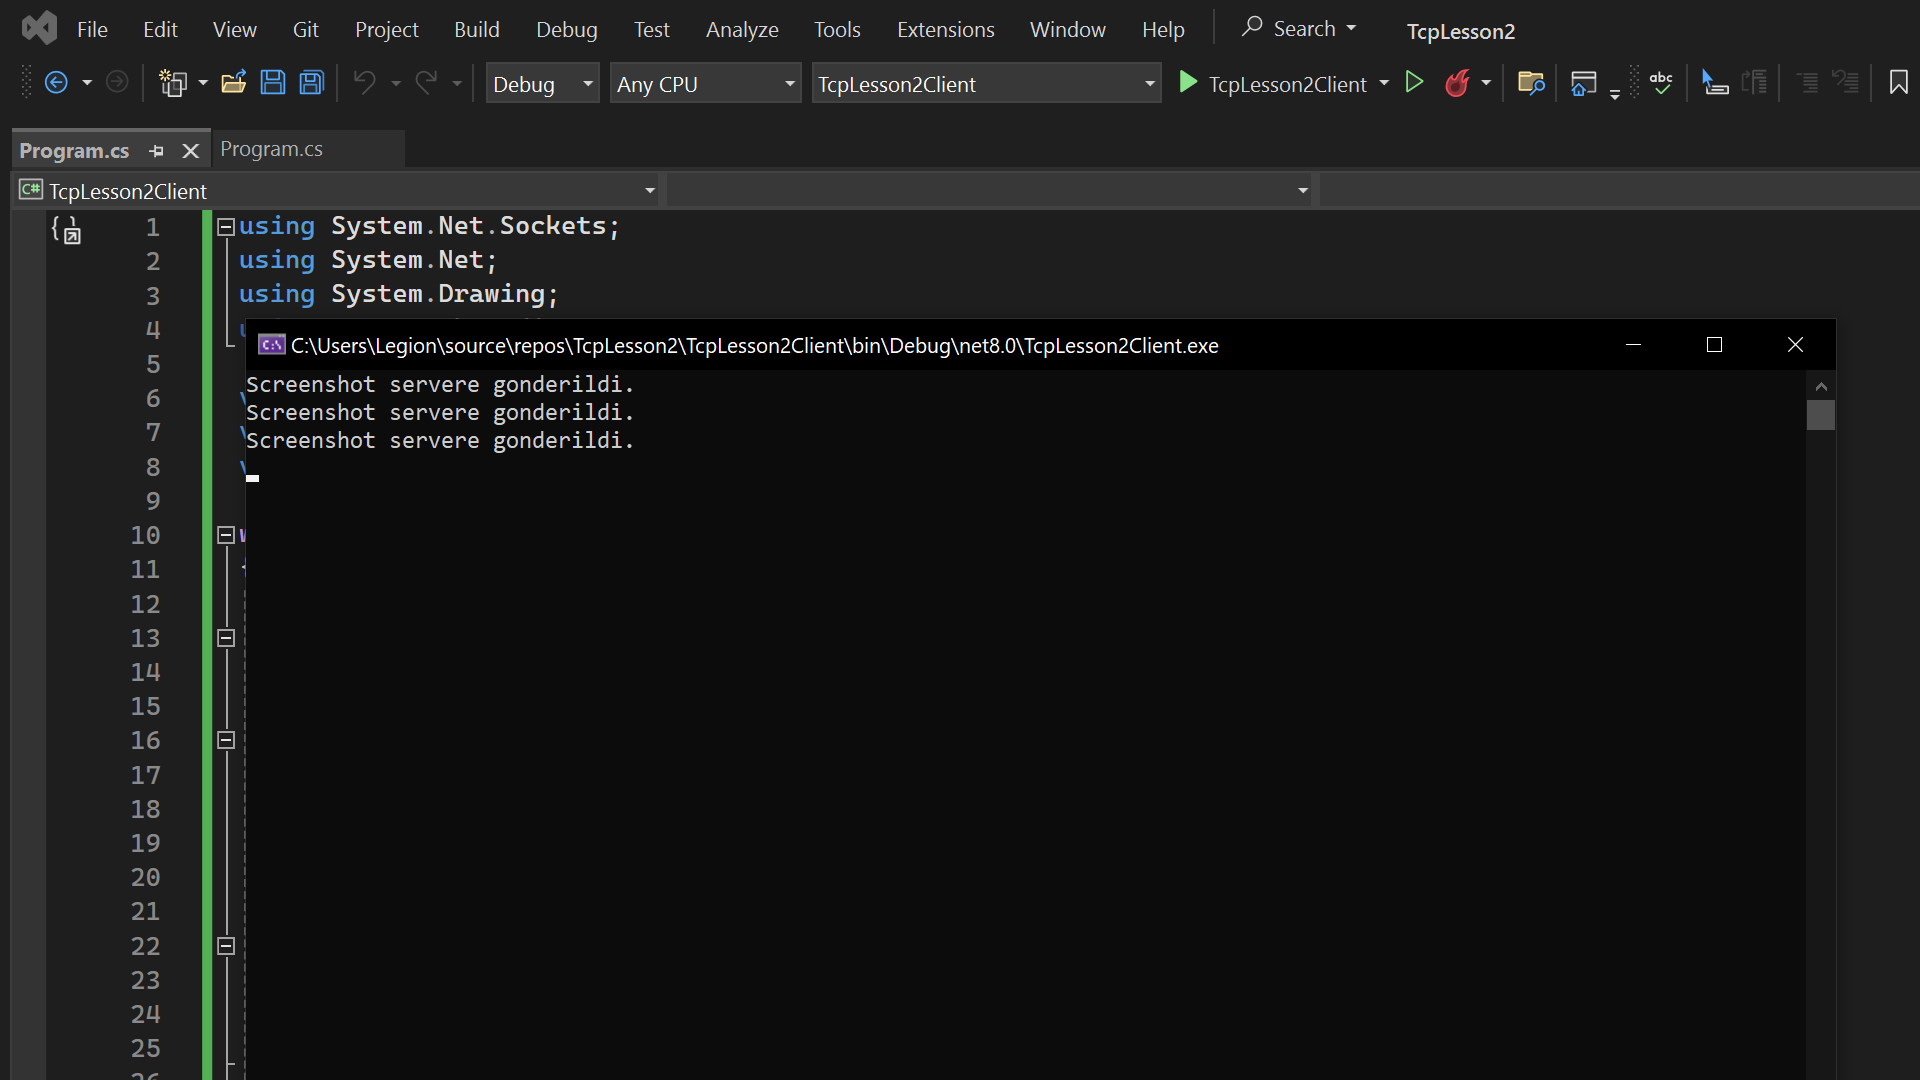 File Edit View Git Project Build Debug Test Analyze Tools Extensions Window Help Search TcpLesson2
Debug Any CPU TcpLesson2Client TcpLesson2Client abc
Program.cs Program.cs
C# TcpLesson2Client
1 using System.Net.Sockets;
2 using System.Net;
3 using System.Drawing;
4
C:\Users\Legion\source\repos\TcpLesson2\TcpLesson2Client\bin\Debug\net8.0\TcpLesson2Client.exe
5
Screenshot servere gonderildi.
6
Screenshot servere gonderildi.
7
Screenshot servere gonderildi.
8
9
10
11
12
13
14
15
16
17
18
19
20
21
22
23
24
25